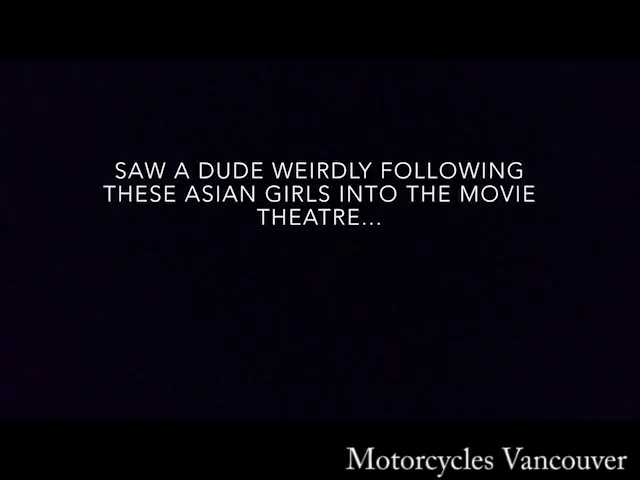 SAW A DUDE WEIRDLY FOLLOWING
THESE ASIAN GIRLS INTO THE MOVIE
THEATRE...
Motorcycles Vancouver